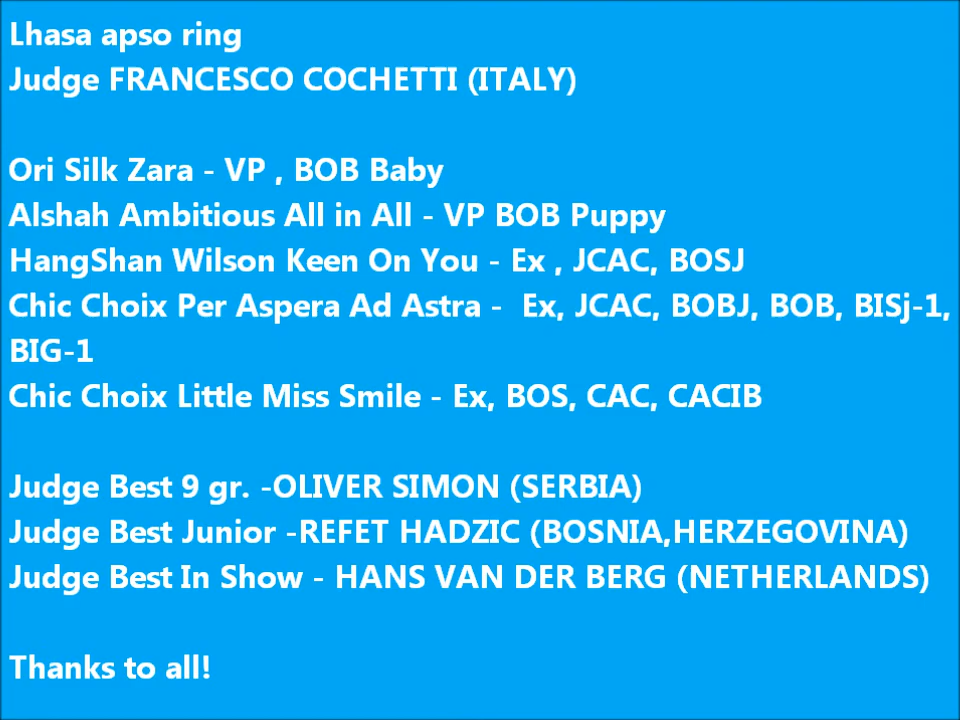 Lhasa apso ring
Judge FRANCESCO COCHETTI (ITALY)
Ori Silk Zara - VP , BOB Baby
Alshah Ambitious All in All - VP BOB Puppy
HangShan Wilson Keen On You - Ex , JCAC, BOSJ
Chic Choix Per Aspera Ad Astra -  Ex, JCAC, BOBJ, BOB, BISj-1,
BIG-1
Chic Choix Little Miss Smile - Ex, BOS, CAC, CACIB
Judge Best 9 gr. -OLIVER SIMON (SERBIA)
Judge Best Junior -REFET HADZIC (BOSNIA,HERZEGOVINA)
Judge Best In Show - HANS VAN DER BERG (NETHERLANDS)
Thanks to all!